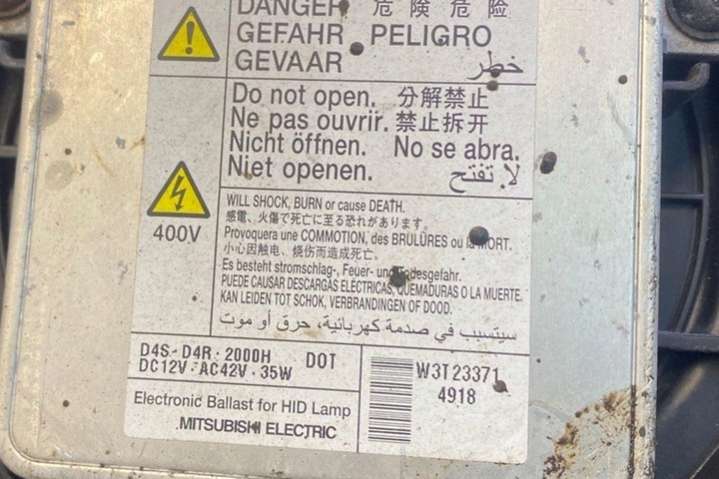 DANGER 危険 危险
GEFAHR PELIGRO
GEVAAR خطر
Do not open. 分解禁止
Ne pas ouvrir. 禁止拆开
Nicht öffnen. No se abra.
Niet openen. لا تفتح.
400V
WILL SHOCK, BURN or cause DEATH.
感電、火傷で死亡に至る恐れがあります。
Provoquera une COMMOTION, des BRULÛRES ou la MORT.
小心因触电、烧伤而造成死亡。
Es besteht stromschlag-, Feuer- und Todesgefahr.
PUEDE CAUSAR DESCARGAS ELÉCTRICAS, QUEMADURAS O LA MUERTE.
KAN LEIDEN TOT SCHOK, VERBRANDINGEN OF DOOD.
سيتسبب في صدمة كهربائية، حرق أو موت
D4S-D4R·2000H DOT
DC12V·AC42V·35W
W3T23371
4918
Electronic Ballast for HID Lamp
MITSUBISHI ELECTRIC